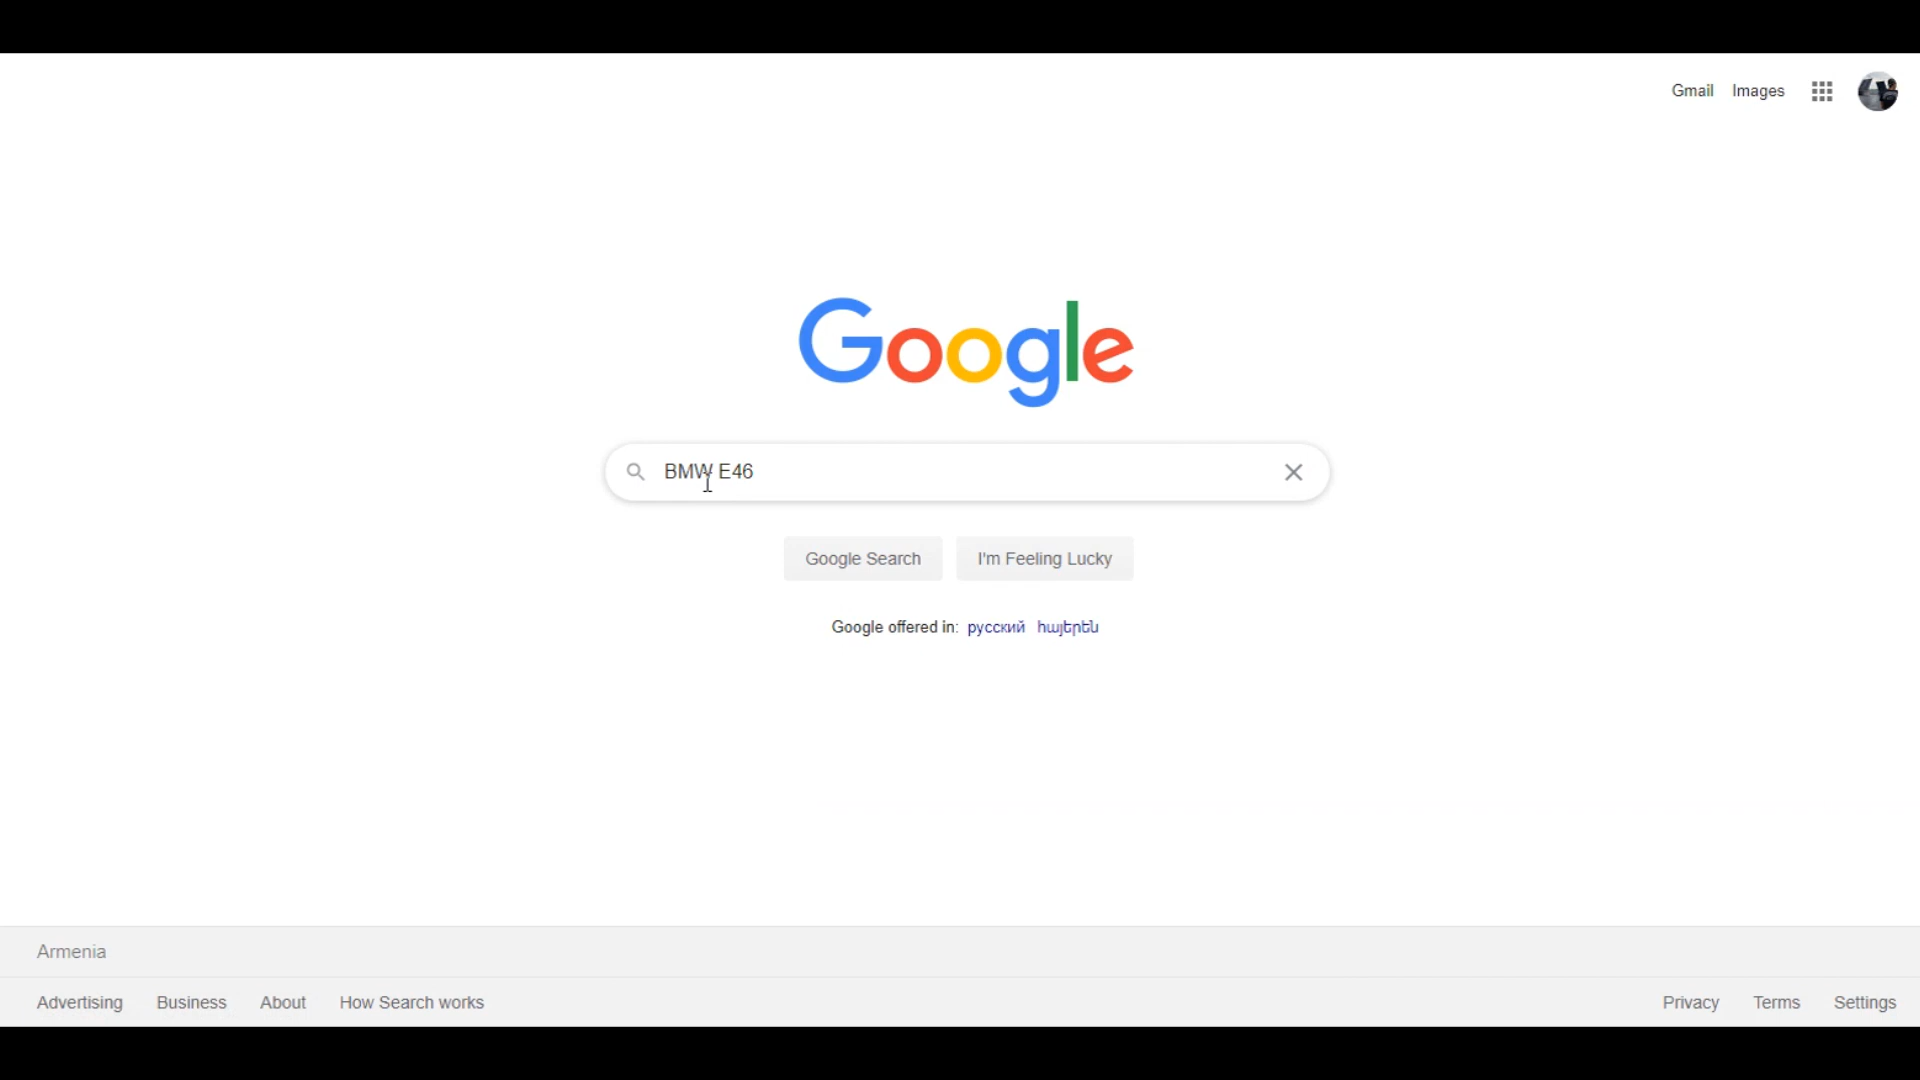 Gmail Images
Google
BMW E46
Google Search I'm Feeling Lucky
Google offered in: русский հայերեն
Armenia
Advertising Business About How Search works Privacy Terms Settings